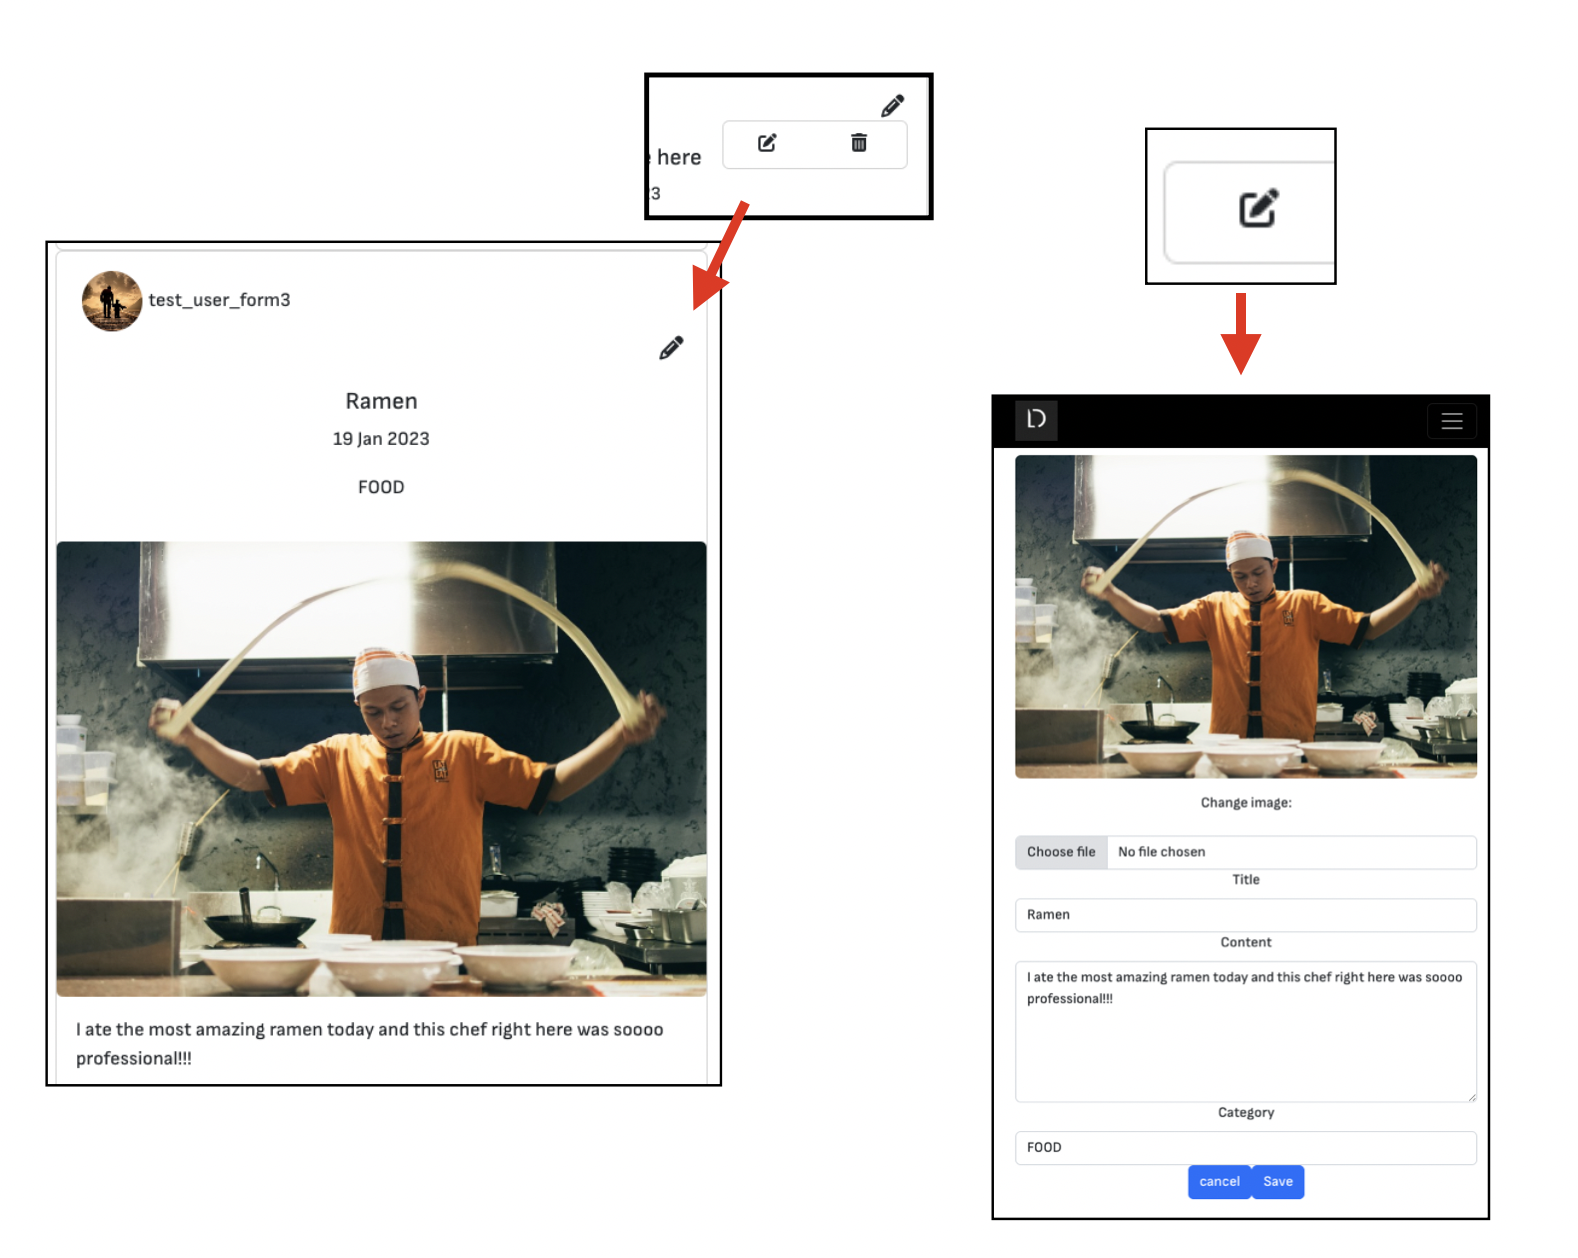 here
3
test_user_form3
Ramen
19 Jan 2023
FOOD
I ate the most amazing ramen today and this chef right here was soooo
professional!!!
Change image:
Choose file No file chosen
Title
Ramen
Content
I ate the most amazing ramen today and this chef right here was soooo
professional!!!
Category
FOOD
cancel Save